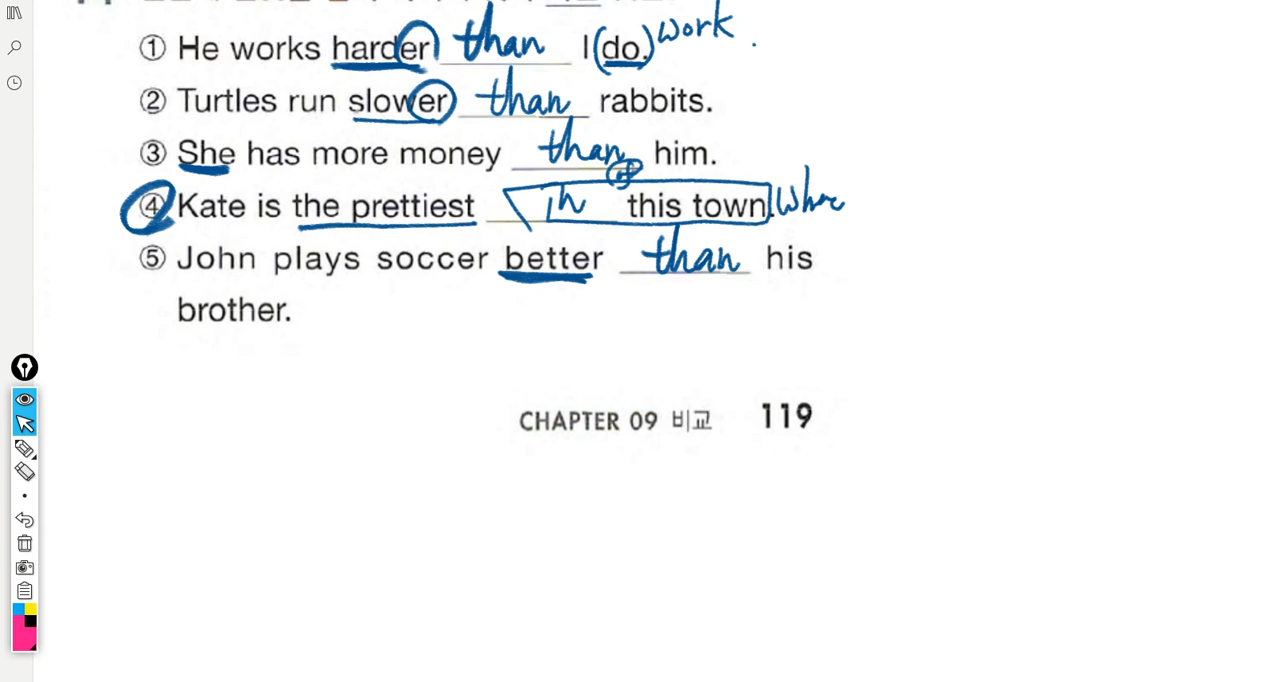 ① He works harder than I (do.) work.
② Turtles run slower than rabbits.
③ She has more money than him.
④ Kate is the prettiest in this town. Where
⑤ John plays soccer better than his
brother.
CHAPTER 09 비교 119